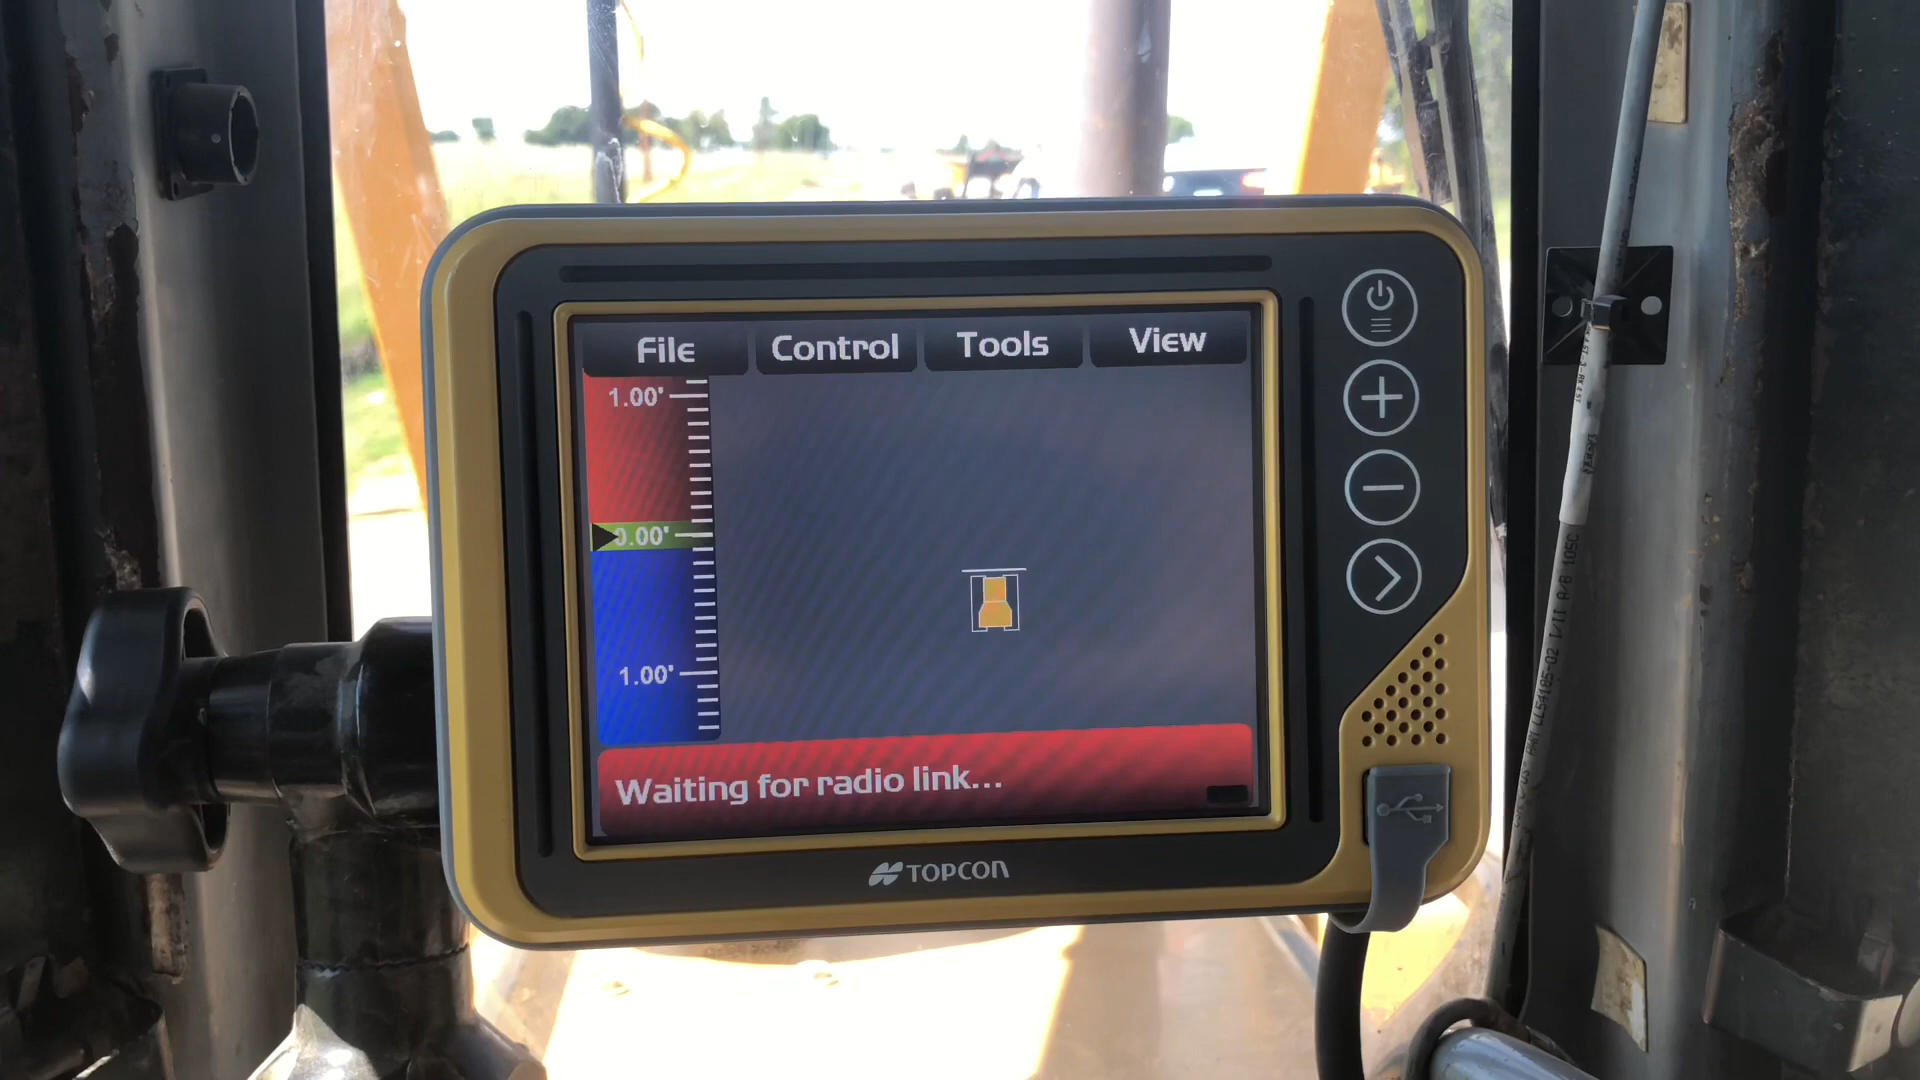 File
Control
Tools
View
1.00'
0.00'
1.00'
Waiting for radio link...
TOPCON